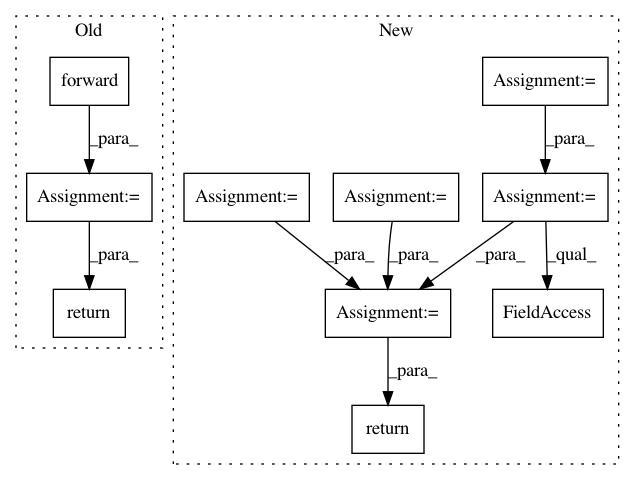 Old
New
forward
Assignment:=
_para_
_para_
Assignment:=
Assignment:=
Assignment:=
Assignment:=
_para_
_para_
_para_
_para_
_qual_
return
Assignment:=
FieldAccess
_para_
return